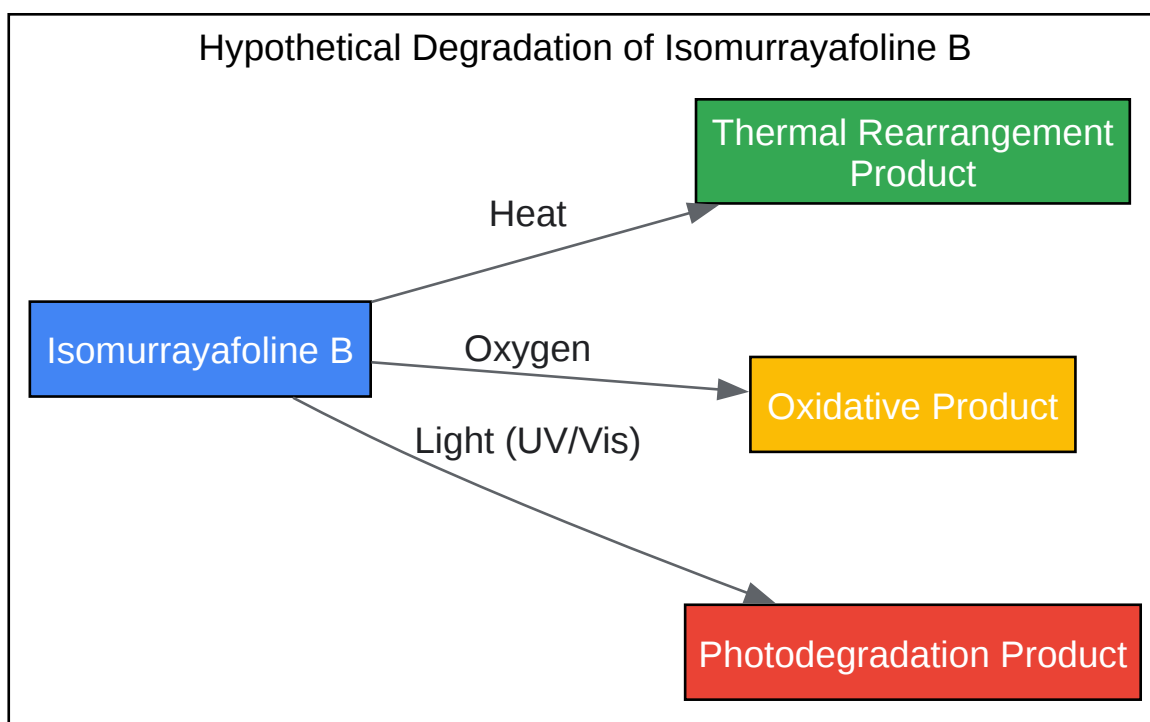 Hypothetical Degradation of Isomurrayafoline B
Thermal Rearrangement
Product
Heat
Isomurrayafoline B
Oxygen
Oxidative Product
Light (UV/Vis)
Photodegradation Product